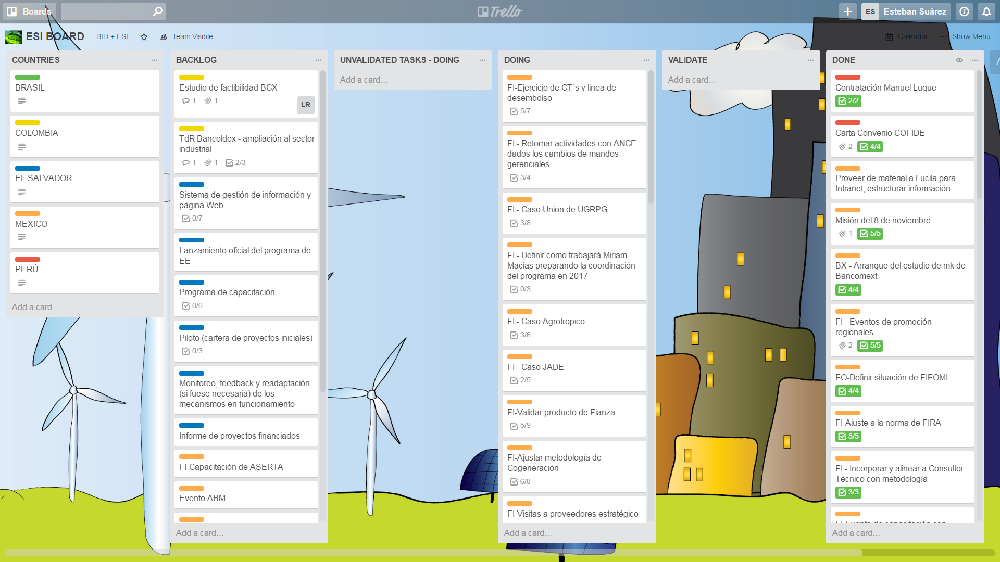 Boards
Trello
ES Esteban Suárez
ESI BOARD
BID + ESI
Team Visible
Calendar
Show Menu
COUNTRIES
BRASIL
COLOMBIA
EL SALVADOR
MEXICO
PERÚ
Add a card…
BACKLOG
Estudio de factibilidad BCX
1 1
LR
TdR Bancoldex - ampliación al sector
industrial
1 1 2/3
Sistema de gestión de información y
página Web
0/7
Lanzamiento oficial del programa de
EE
Programa de capacitación
0/6
Piloto (cartera de proyectos iniciales)
0/3
Monitoreo, feedback y readaptación
(si fuese necesaria) de los
mecanismos en funcionamiento
Informe de proyectos financiados
FI-Capacitación de ASERTA
Evento ABM
Add a card…
UNVALIDATED TASKS - DOING
Add a card…
DOING
FI-Ejercicio de CT´s y linea de
desembolso
5/7
FI - Retomar actividades con ANCE
dados los cambios de mandos
gerenciales
3/4
FI - Caso Union de UGRPG
3/8
FI - Definir como trabajará Miriam
Macias preparando la coordinación
del programa en 2017
0/3
FI - Caso Agrotropico
3/6
FI - Caso JADE
2/5
FI-Validar producto de Fianza
5/9
FI-Ajustar metodología de
Cogeneración
6/8
FI-Visitas a proveedores estratégico
Add a card…
VALIDATE
Add a card…
DONE
Contratación Manuel Luque
2/2
Carta Convenio COFIDE
2 4/4
Proveer de material a Lucila para
Intranet, estructurar información
Misión del 8 de noviembre
1 5/5
BX - Arranque del estudio de mk de
Bancomext
4/4
FI - Eventos de promoción
regionales
2 5/5
FO-Definir situación de FIFOMI
4/4
FI-Ajuste a la norma de FIRA
5/5
FI - Incorporar y alinear a Consultor
Técnico con metodología
3/3
FI-Evento de capacitación con
Add a card…